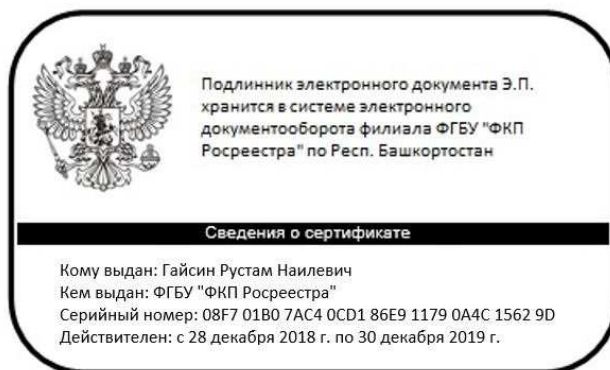 Подлинник электронного документа Э.П.
хранится в системе электронного
документооборота филиала ФГБУ "ФКП
Росреестра" по Респ. Башкортостан
Сведения о сертификате
Кому выдан: Гайсин Рустам Наилевич
Кем выдан: ФГБУ "ФКП Росреестра"
Серийный номер: 08F7 01B0 7AC4 0CD1 86E9 1179 0A4C 1562 9D
Действителен: с 28 декабря 2018 г. по 30 декабря 2019 г.